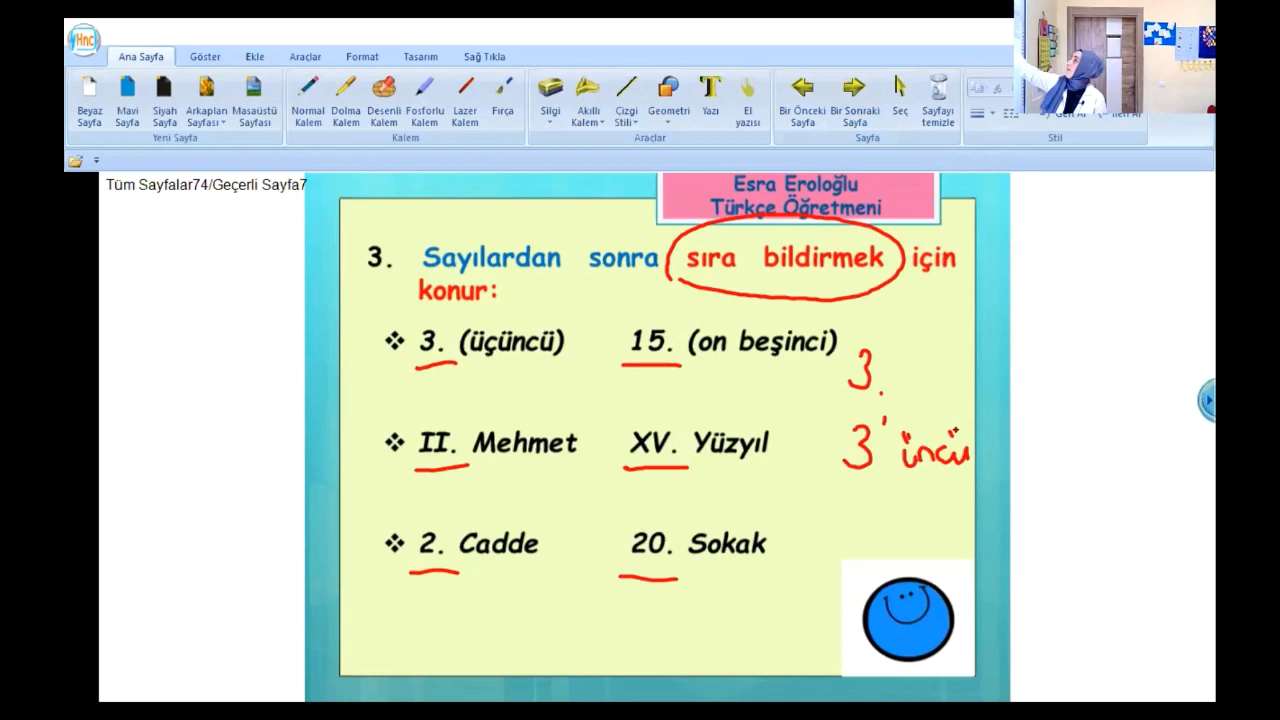 Hnc
Ana Sayfa Göster Ekle Araçlar Format Tasarım Sağ Tıkla
Beyaz Sayfa Mavi Sayfa Siyah Sayfa Arkaplan Sayfası Masaüstü Sayfası Normal Kalem Dolma Kalem Desenli Kalem Fosforlu Kalem Lazer Kalem Fırça Silgi Akıllı Kalem Çizgi Stili Geometri Yazı El yazısı Bir Önceki Sayfa Bir Sonraki Sayfa Seç Sayfayı temizle
Yeni Sayfa Kalem Araçlar Sayfa Stil
Tüm Sayfalar74/Geçerli Sayfa7
Esra Eroloğlu
Türkçe Öğretmeni
3. Sayılardan sonra sıra bildirmek için
konur:
❖ 3. (üçüncü) 15. (on beşinci)
3.
❖ II. Mehmet XV. Yüzyıl
3'üncü
❖ 2. Cadde 20. Sokak